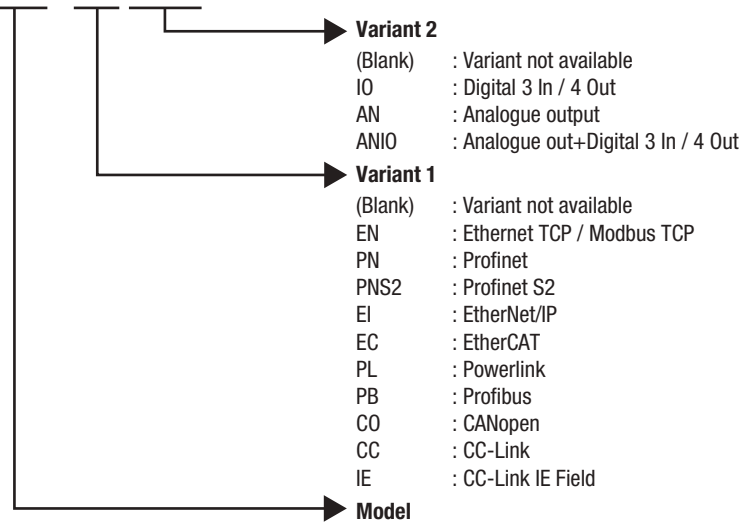 Variant 2
(Blank) : Variant not available
IO : Digital 3 In / 4 Out
AN : Analogue output
ANIO : Analogue out+Digital 3 In / 4 Out
Variant 1
(Blank) : Variant not available
EN : Ethernet TCP / Modbus TCP
PN : Profinet
PNS2 : Profinet S2
EI : EtherNet/IP
EC : EtherCAT
PL : Powerlink
PB : Profibus
CO : CANopen
CC : CC-Link
IE : CC-Link IE Field
Model